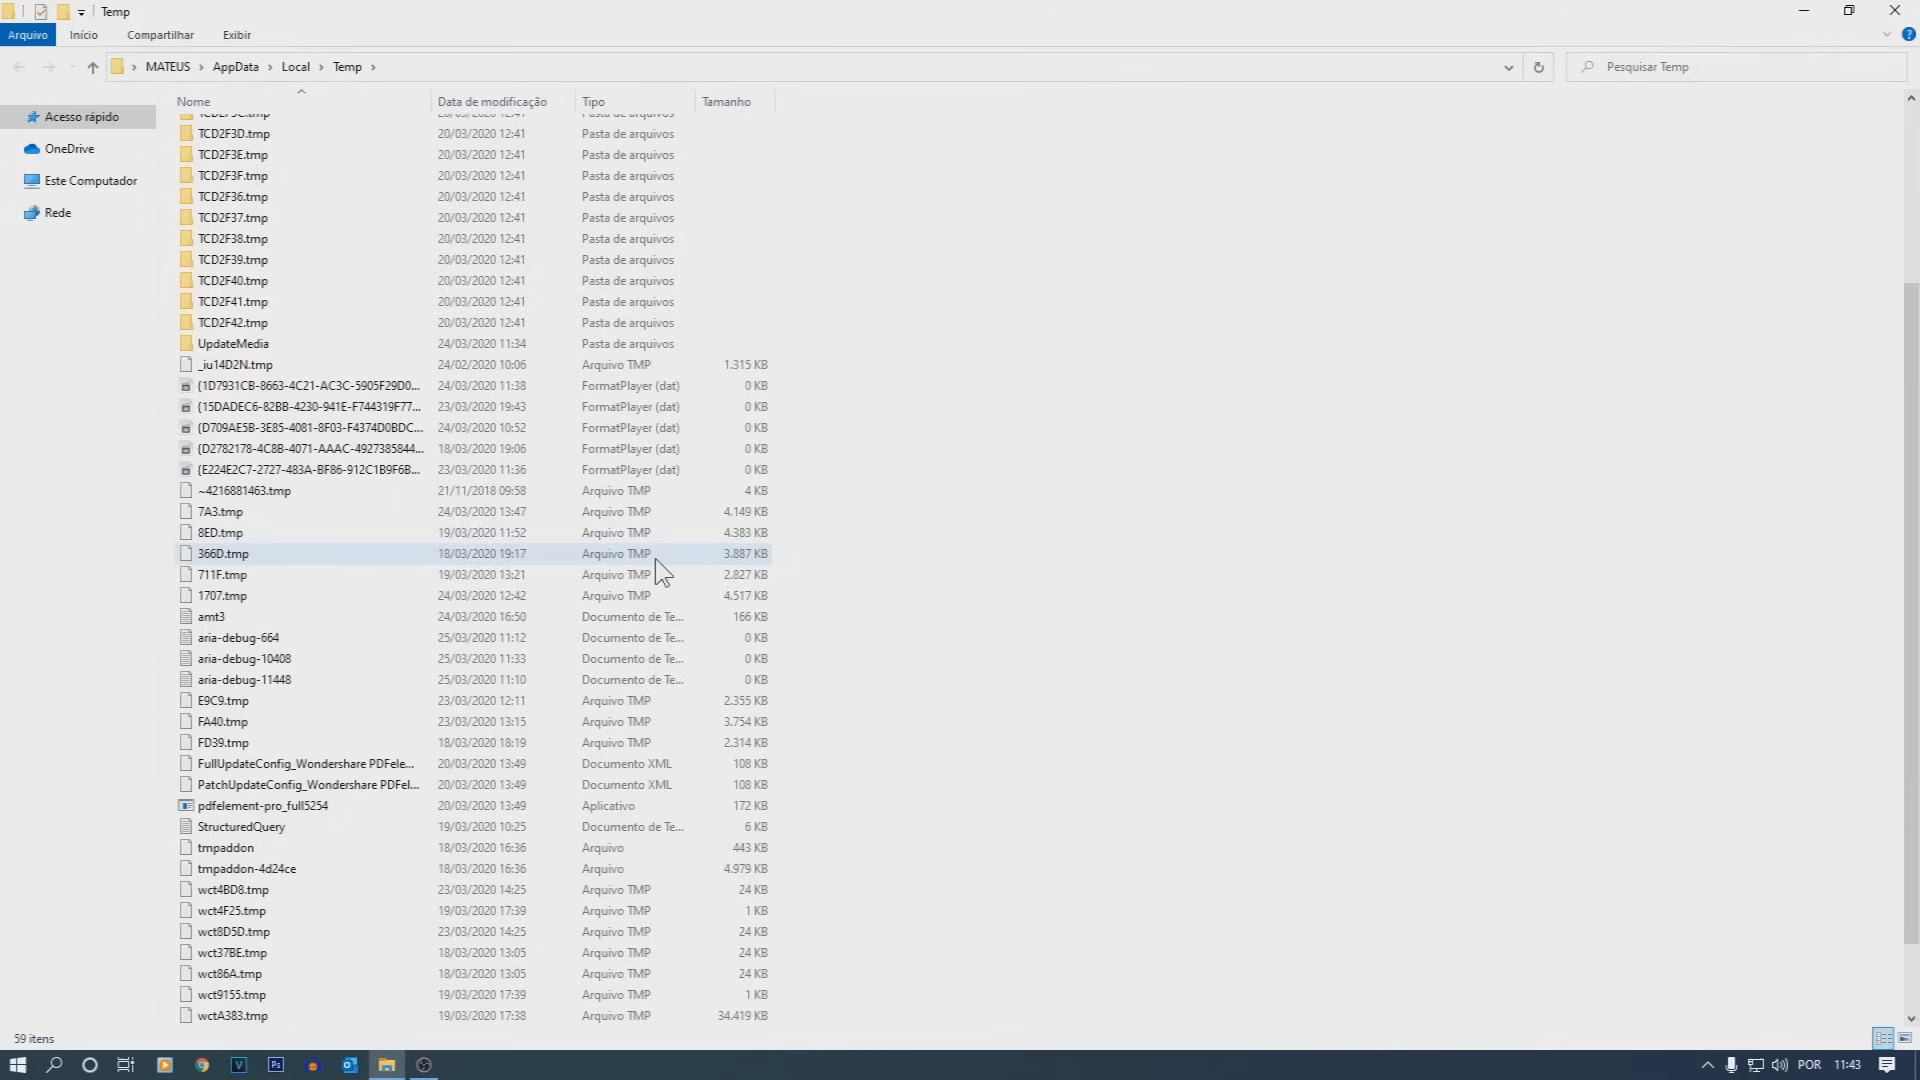 Temp
Arquivo Início Compartilhar Exibir
MATEUS AppData Local Temp
Pesquisar Temp
Nome Data de modificação Tipo Tamanho
Acesso rápido
OneDrive
Este Computador
Rede
TCD2F3D.tmp 20/03/2020 12:41 Pasta de arquivos
TCD2F3E.tmp 20/03/2020 12:41 Pasta de arquivos
TCD2F3F.tmp 20/03/2020 12:41 Pasta de arquivos
TCD2F36.tmp 20/03/2020 12:41 Pasta de arquivos
TCD2F37.tmp 20/03/2020 12:41 Pasta de arquivos
TCD2F38.tmp 20/03/2020 12:41 Pasta de arquivos
TCD2F39.tmp 20/03/2020 12:41 Pasta de arquivos
TCD2F40.tmp 20/03/2020 12:41 Pasta de arquivos
TCD2F41.tmp 20/03/2020 12:41 Pasta de arquivos
TCD2F42.tmp 20/03/2020 12:41 Pasta de arquivos
UpdateMedia 24/03/2020 11:34 Pasta de arquivos
_iu14D2N.tmp 24/02/2020 10:06 Arquivo TMP 1.315 KB
{1D7931CB-8663-4C21-AC3C-5905F29D0... 24/03/2020 11:38 FormatPlayer (dat) 0 KB
{15DADEC6-82BB-4230-941E-F744319F77... 23/03/2020 19:43 FormatPlayer (dat) 0 KB
{D709AE5B-3E85-4081-8F03-F4374D0BDC... 24/03/2020 10:52 FormatPlayer (dat) 0 KB
{D2782178-4C8B-4071-AAAC-4927385844... 18/03/2020 19:06 FormatPlayer (dat) 0 KB
{E224E2C7-2727-483A-BF86-912C1B9F6B... 23/03/2020 11:36 FormatPlayer (dat) 0 KB
~4216881463.tmp 21/11/2018 09:58 Arquivo TMP 4 KB
7A3.tmp 24/03/2020 13:47 Arquivo TMP 4.149 KB
8ED.tmp 19/03/2020 11:52 Arquivo TMP 4.383 KB
366D.tmp 18/03/2020 19:17 Arquivo TMP 3.887 KB
711F.tmp 19/03/2020 13:21 Arquivo TMP 2.827 KB
1707.tmp 24/03/2020 12:42 Arquivo TMP 4.517 KB
amt3 24/03/2020 16:50 Documento de Te... 166 KB
aria-debug-664 25/03/2020 11:12 Documento de Te... 0 KB
aria-debug-10408 25/03/2020 11:33 Documento de Te... 0 KB
aria-debug-11448 25/03/2020 11:10 Documento de Te... 0 KB
E9C9.tmp 23/03/2020 12:11 Arquivo TMP 2.355 KB
FA40.tmp 23/03/2020 13:15 Arquivo TMP 3.754 KB
FD39.tmp 18/03/2020 18:19 Arquivo TMP 2.314 KB
FullUpdateConfig_Wondershare PDFele... 20/03/2020 13:49 Documento XML 108 KB
PatchUpdateConfig_Wondershare PDFel... 20/03/2020 13:49 Documento XML 108 KB
pdfelement-pro_full5254 20/03/2020 13:49 Aplicativo 172 KB
StructuredQuery 19/03/2020 10:25 Documento de Te... 6 KB
tmpaddon 18/03/2020 16:36 Arquivo 443 KB
tmpaddon-4d24ce 18/03/2020 16:36 Arquivo 4.979 KB
wct4BD8.tmp 23/03/2020 14:25 Arquivo TMP 24 KB
wct4F25.tmp 19/03/2020 17:39 Arquivo TMP 1 KB
wct8D5D.tmp 23/03/2020 14:25 Arquivo TMP 24 KB
wct37BE.tmp 18/03/2020 13:05 Arquivo TMP 24 KB
wct86A.tmp 18/03/2020 13:05 Arquivo TMP 24 KB
wct9155.tmp 19/03/2020 17:39 Arquivo TMP 1 KB
wctA383.tmp 19/03/2020 17:38 Arquivo TMP 34.419 KB
59 itens
POR 11:43